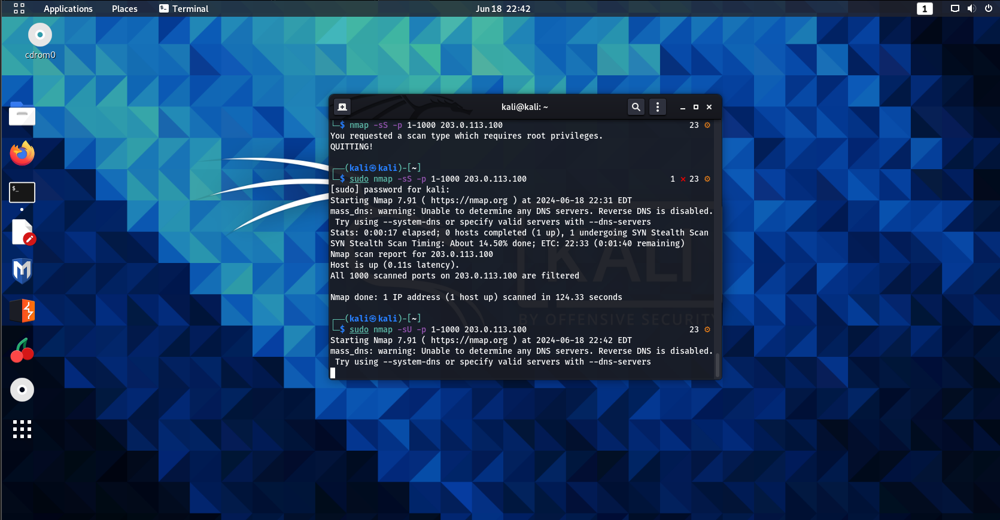 Applications Places Terminal Jun 18 22:42 1
cdrom0
kali@kali: ~
└─$ nmap -sS -p 1-1000 203.0.113.100 23 ⚙
You requested a scan type which requires root privileges.
QUITTING!
┌──(kali㉿kali)-[~]
└─$ sudo nmap -sS -p 1-1000 203.0.113.100 1 ⨯ 23 ⚙
[sudo] password for kali:
Starting Nmap 7.91 ( https://nmap.org ) at 2024-06-18 22:31 EDT
mass_dns: warning: Unable to determine any DNS servers. Reverse DNS is disabled.
Try using --system-dns or specify valid servers with --dns-servers
Stats: 0:00:17 elapsed; 0 hosts completed (1 up), 1 undergoing SYN Stealth Scan
SYN Stealth Scan Timing: About 14.50% done; ETC: 22:33 (0:01:40 remaining)
Nmap scan report for 203.0.113.100
Host is up (0.11s latency).
All 1000 scanned ports on 203.0.113.100 are filtered
Nmap done: 1 IP address (1 host up) scanned in 124.33 seconds
┌──(kali㉿kali)-[~]
└─$ sudo nmap -sU -p 1-1000 203.0.113.100 23 ⚙
Starting Nmap 7.91 ( https://nmap.org ) at 2024-06-18 22:42 EDT
mass_dns: warning: Unable to determine any DNS servers. Reverse DNS is disabled.
Try using --system-dns or specify valid servers with --dns-servers
KALI
BY OFFENSIVE SECURITY
$_